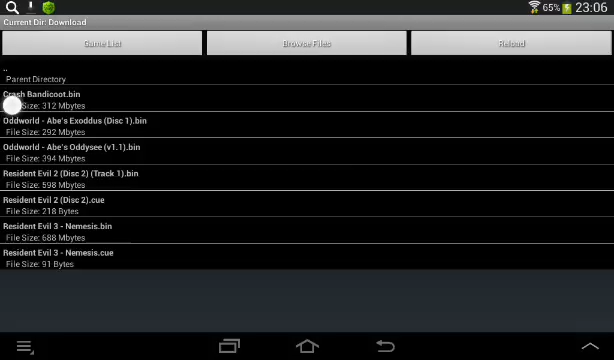 65% 23:06
Current Dir: Download
Game List Browse Files Reload
..
Parent Directory
Crash Bandicoot.bin
Size: 312 Mbytes
Oddworld - Abe's Exoddus (Disc 1).bin
File Size: 292 Mbytes
Oddworld - Abe's Oddysee (v1.1).bin
File Size: 394 Mbytes
Resident Evil 2 (Disc 2) (Track 1).bin
File Size: 598 Mbytes
Resident Evil 2 (Disc 2).cue
File Size: 218 Bytes
Resident Evil 3 - Nemesis.bin
File Size: 688 Mbytes
Resident Evil 3 - Nemesis.cue
File Size: 91 Bytes